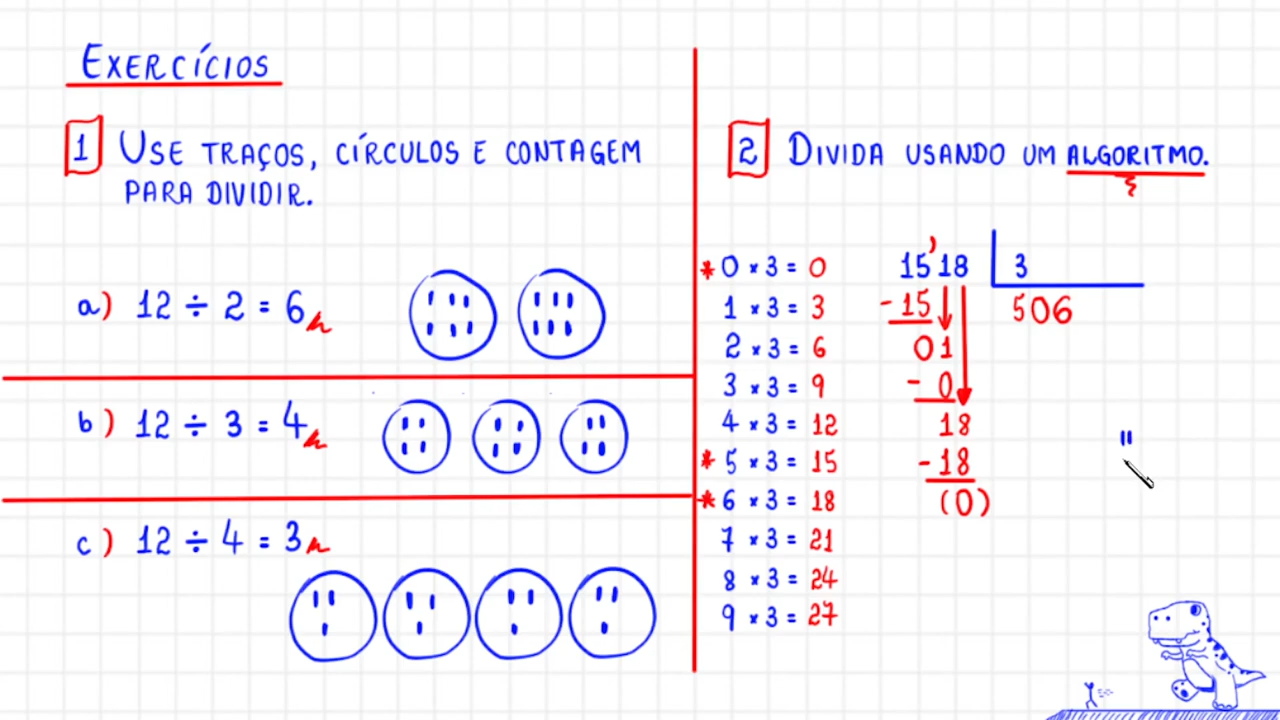 EXERCÍCIOS
1 USE TRAÇOS, CÍRCULOS E CONTAGEM
PARA DIVIDIR.
a) 12 ÷ 2 = 6
b) 12 ÷ 3 = 4
c) 12 ÷ 4 = 3
2 DIVIDA USANDO UM ALGORITMO.
* 0 × 3 = 0
1 × 3 = 3
2 × 3 = 6
3 × 3 = 9
4 × 3 = 12
* 5 × 3 = 15
* 6 × 3 = 18
7 × 3 = 21
8 × 3 = 24
9 × 3 = 27
15'18 3
-15 506
01
- 0
18
-18
(0)
"